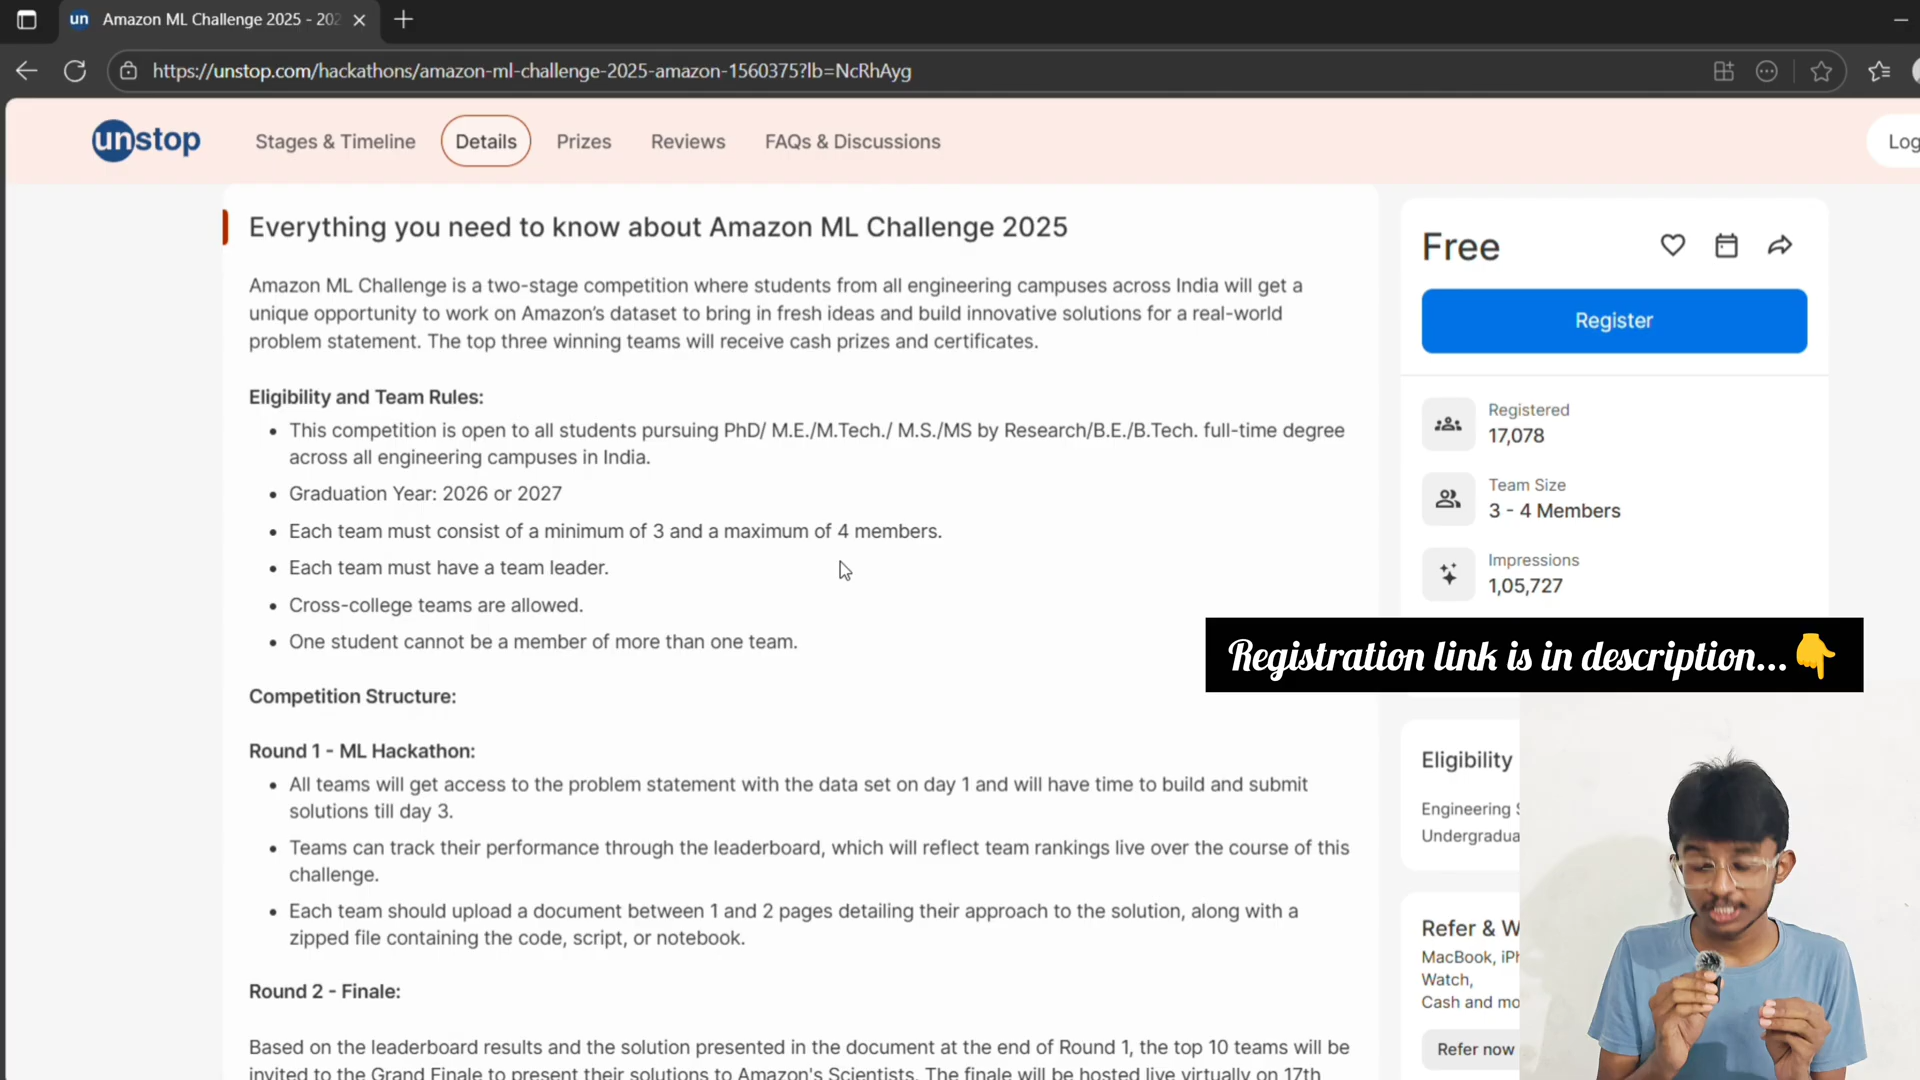 un Amazon ML Challenge 2025 - 202
https://unstop.com/hackathons/amazon-ml-challenge-2025-amazon-1560375?lb=NcRhAyg
unstop Stages & Timeline Details Prizes Reviews FAQs & Discussions Log
Everything you need to know about Amazon ML Challenge 2025
Amazon ML Challenge is a two-stage competition where students from all engineering campuses across India will get a
unique opportunity to work on Amazon's dataset to bring in fresh ideas and build innovative solutions for a real-world
problem statement. The top three winning teams will receive cash prizes and certificates.
Eligibility and Team Rules:
• This competition is open to all students pursuing PhD/ M.E./M.Tech./ M.S./MS by Research/B.E./B.Tech. full-time degree
across all engineering campuses in India.
• Graduation Year: 2026 or 2027
• Each team must consist of a minimum of 3 and a maximum of 4 members.
• Each team must have a team leader.
• Cross-college teams are allowed.
• One student cannot be a member of more than one team.
Competition Structure:
Round 1 - ML Hackathon:
• All teams will get access to the problem statement with the data set on day 1 and will have time to build and submit
solutions till day 3.
• Teams can track their performance through the leaderboard, which will reflect team rankings live over the course of this
challenge.
• Each team should upload a document between 1 and 2 pages detailing their approach to the solution, along with a
zipped file containing the code, script, or notebook.
Round 2 - Finale:
Based on the leaderboard results and the solution presented in the document at the end of Round 1, the top 10 teams will be
invited to the Grand Finale to present their solutions to Amazon's Scientists. The finale will be hosted live virtually on 17th
Free
Register
Registered
17,078
Team Size
3 - 4 Members
Impressions
1,05,727
Registration link is in description...👇
Eligibility
Engineering S
Undergradua
Refer & W
MacBook, iPh
Watch,
Cash and mo
Refer now